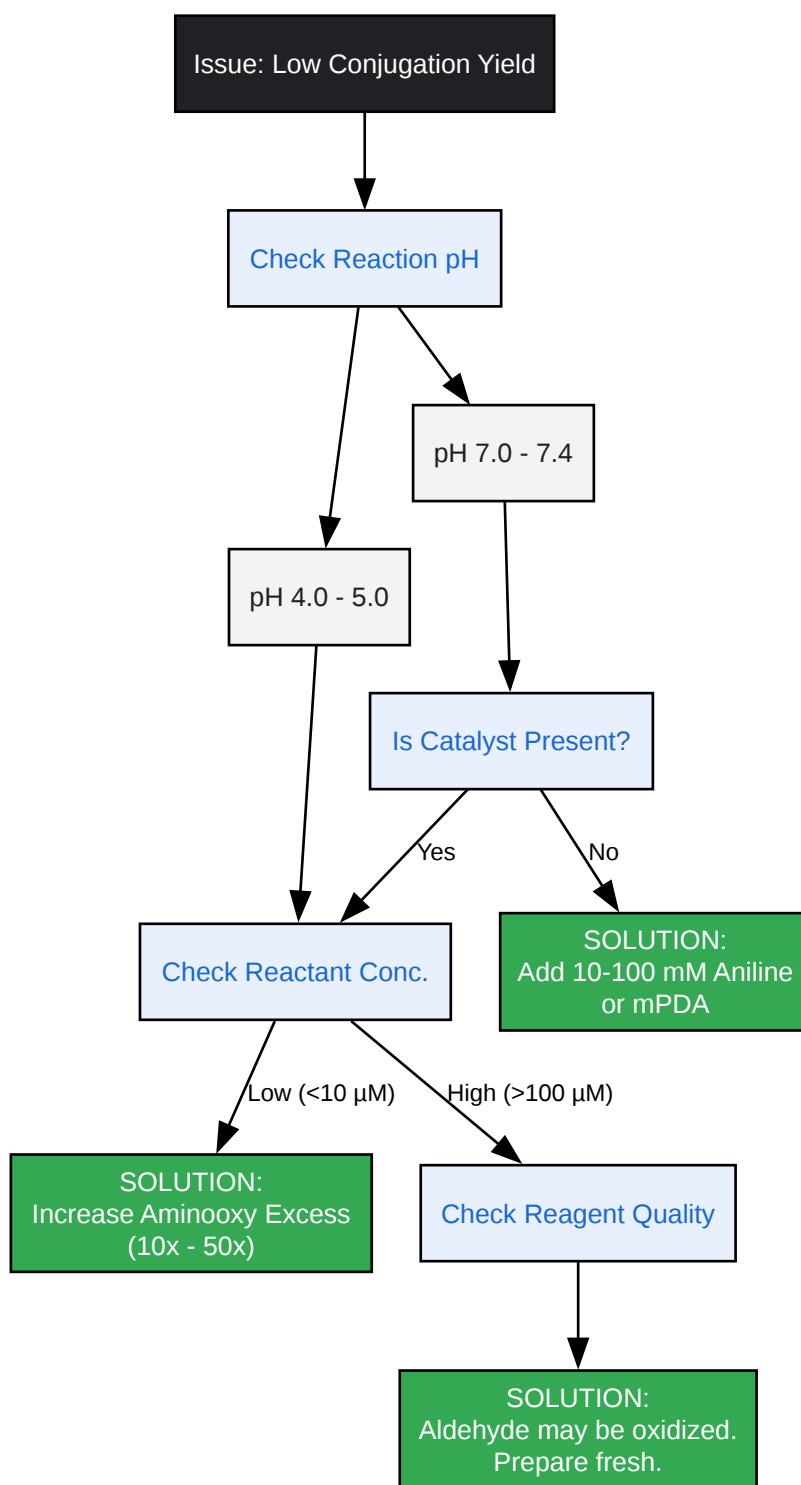 Issue: Low Conjugation Yield
Check Reaction pH
pH 7.0 - 7.4
pH 4.0 - 5.0
Is Catalyst Present?
Yes
No
Check Reactant Conc.
SOLUTION:
Add 10-100 mM Aniline
or mPDA
Low (<10 µM)
High (>100 µM)
SOLUTION:
Increase Aminooxy Excess
(10x - 50x)
Check Reagent Quality
SOLUTION:
Aldehyde may be oxidized.
Prepare fresh.